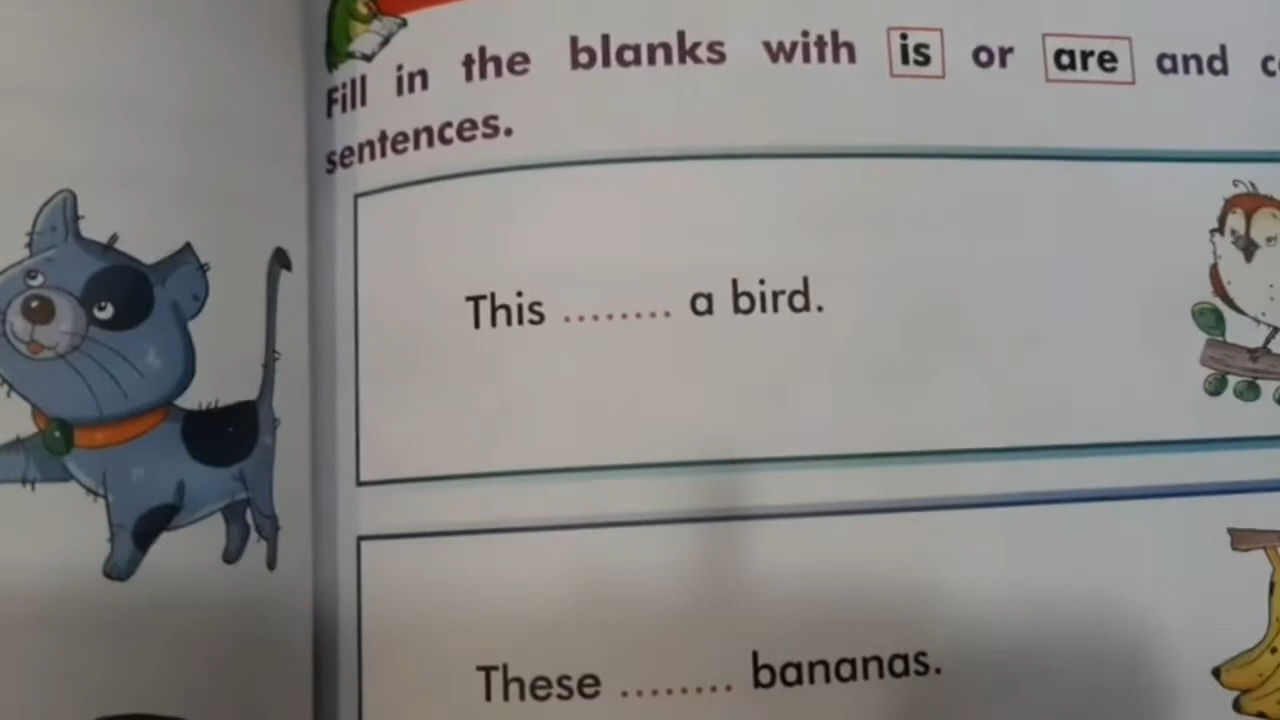 Fill in the blanks with is or are and
sentences.
This ........ a bird.
These ........ bananas.